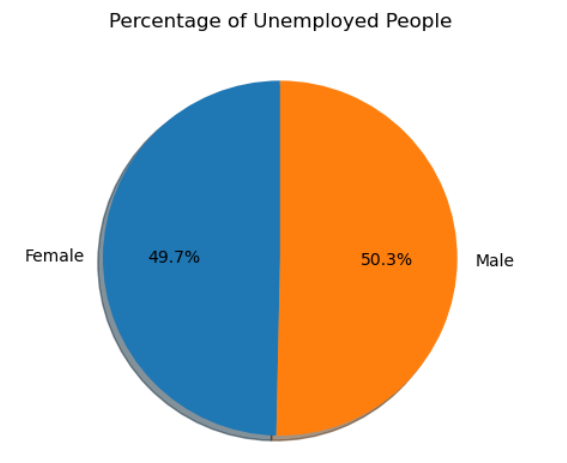 Percentage of Unemployed People
Female
49.7%
50.3%
Male